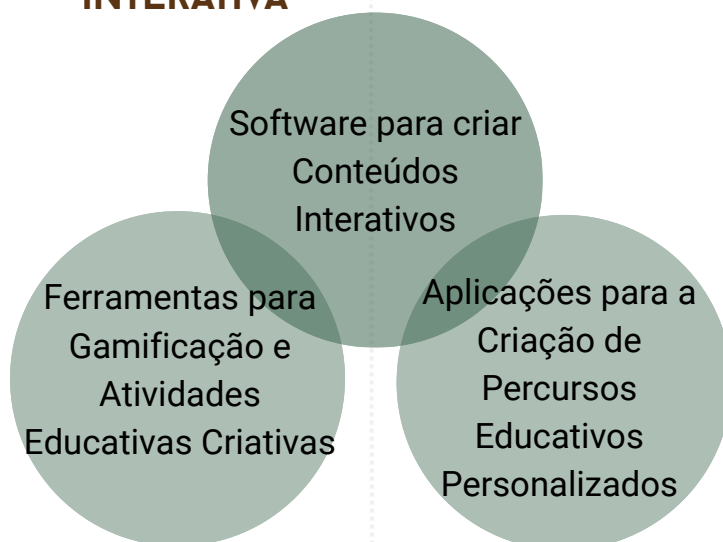 INTERATIVA
Software para criar
Conteúdos
Interativos
Ferramentas para
Gamificação e
Atividades
Educativas Criativas
Aplicações para a
Criação de
Percursos
Educativos
Personalizados